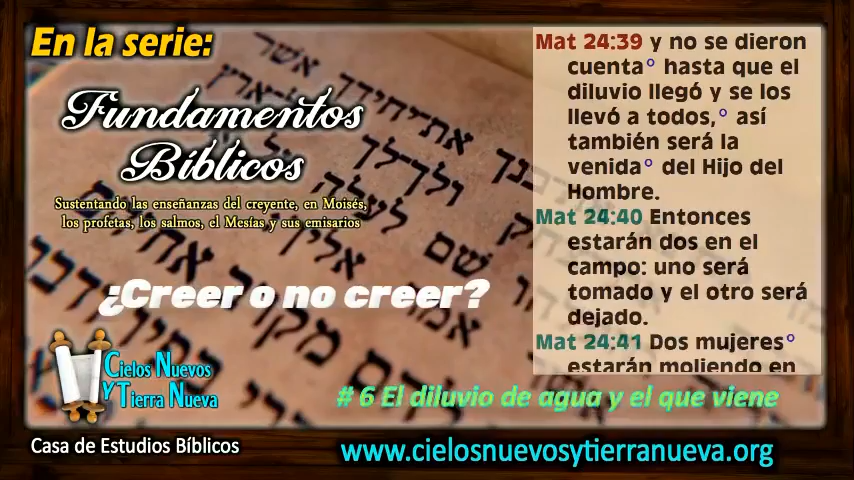 En la serie:
Fundamentos
Bíblicos
Sustentando las enseñanzas del creyente, en Moisés,
los profetas, los salmos, el Mesías y sus emisarios
¿Creer o no creer?
Cielos Nuevos
Y Tierra Nueva
Casa de Estudios Bíblicos
Mat 24:39 y no se dieron
cuenta° hasta que el
diluvio llegó y se los
llevó a todos,° así
también será la
venida° del Hijo del
Hombre.
Mat 24:40 Entonces
estarán dos en el
campo: uno será
tomado y el otro será
dejado.
Mat 24:41 Dos mujeres°
estarán moliendo en
# 6 El diluvio de agua y el que viene
www.cielosnuevosytierranueva.org